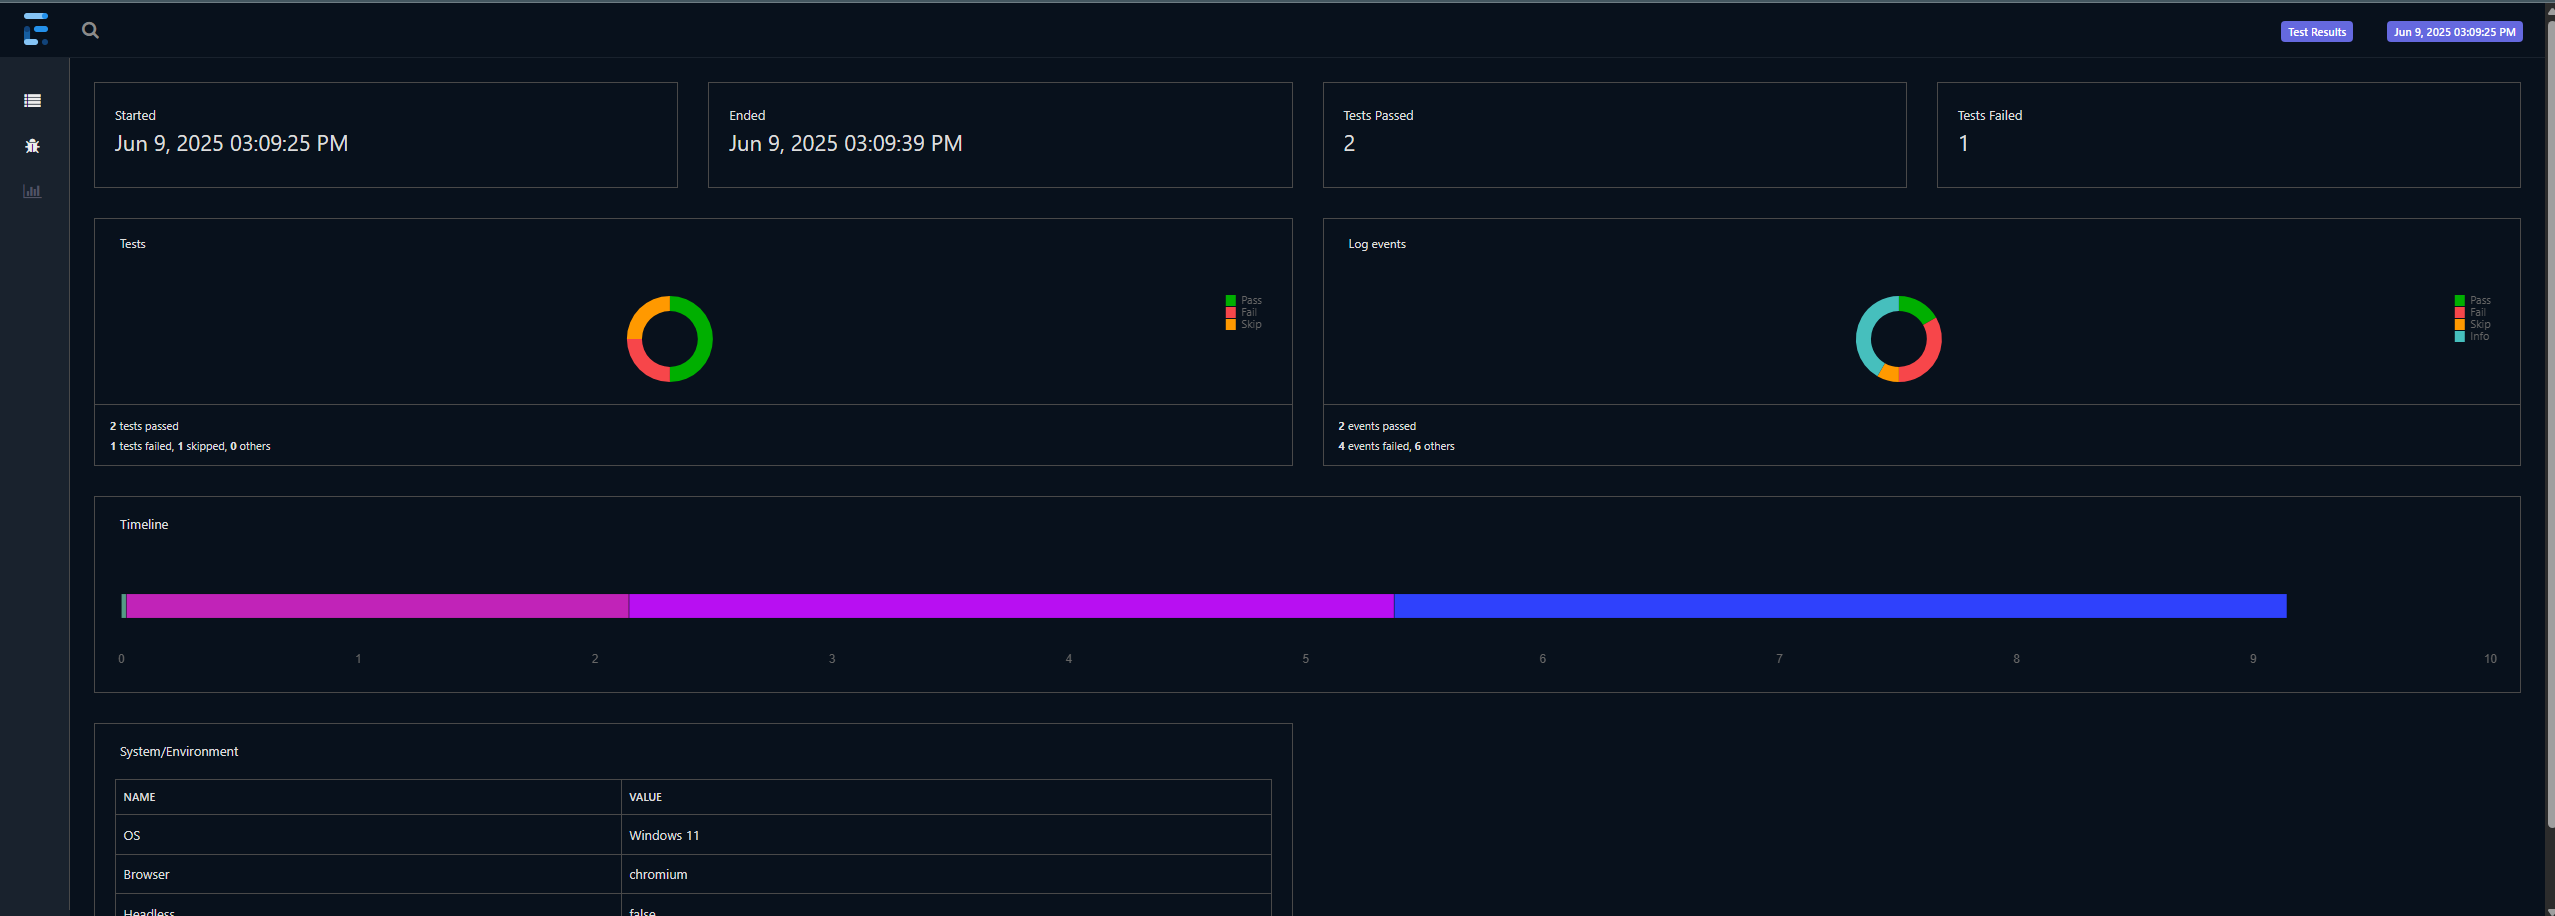 Test Results
Jun 9, 2025 03:09:25 PM
Started
Jun 9, 2025 03:09:25 PM
Ended
Jun 9, 2025 03:09:39 PM
Tests Passed
2
Tests Failed
1
Tests
Pass
Fail
Skip
2 tests passed
1 tests failed, 1 skipped, 0 others
Log events
Pass
Fail
Skip
Info
2 events passed
4 events failed, 6 others
Timeline
0 1 2 3 4 5 6 7 8 9 10
System/Environment
NAME VALUE
OS Windows 11
Browser chromium
Headless false